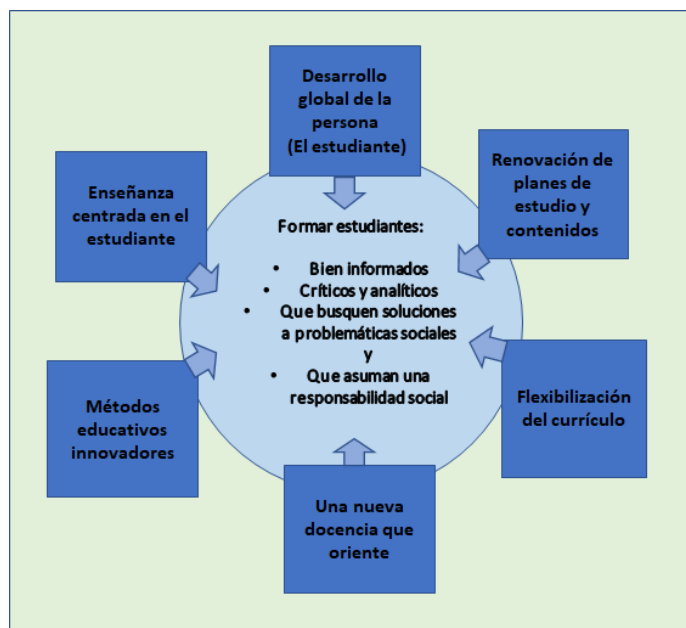 Desarrollo
global de la
persona
(El estudiante)
Renovación de
planes de
estudio y
contenidos
Enseñanza
centrada en el
estudiante
Formar estudiantes:
• Bien informados
• Críticos y analíticos
• Que busquen soluciones
a problemáticas sociales
y
• Que asuman una
responsabilidad social
Flexibilización
del currículo
Métodos
educativos
innovadores
Una nueva
docencia que
oriente